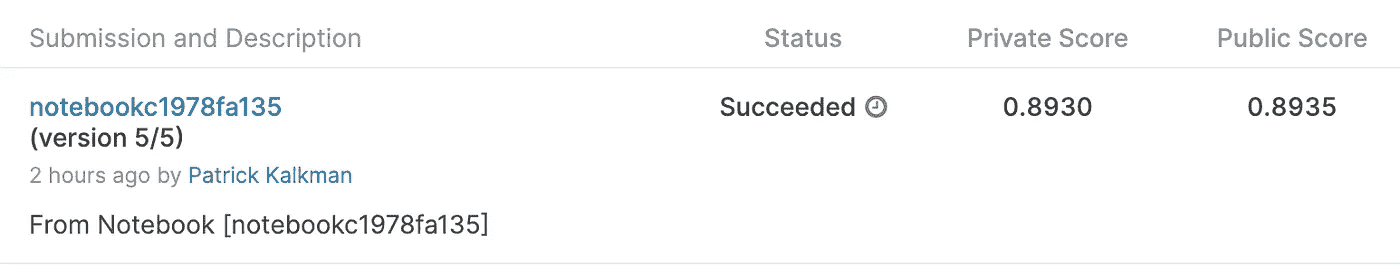 Submission and Description Status Private Score Public Score
notebookc1978fa135 Succeeded 0.8930 0.8935
(version 5/5)
2 hours ago by Patrick Kalkman
From Notebook [notebookc1978fa135]